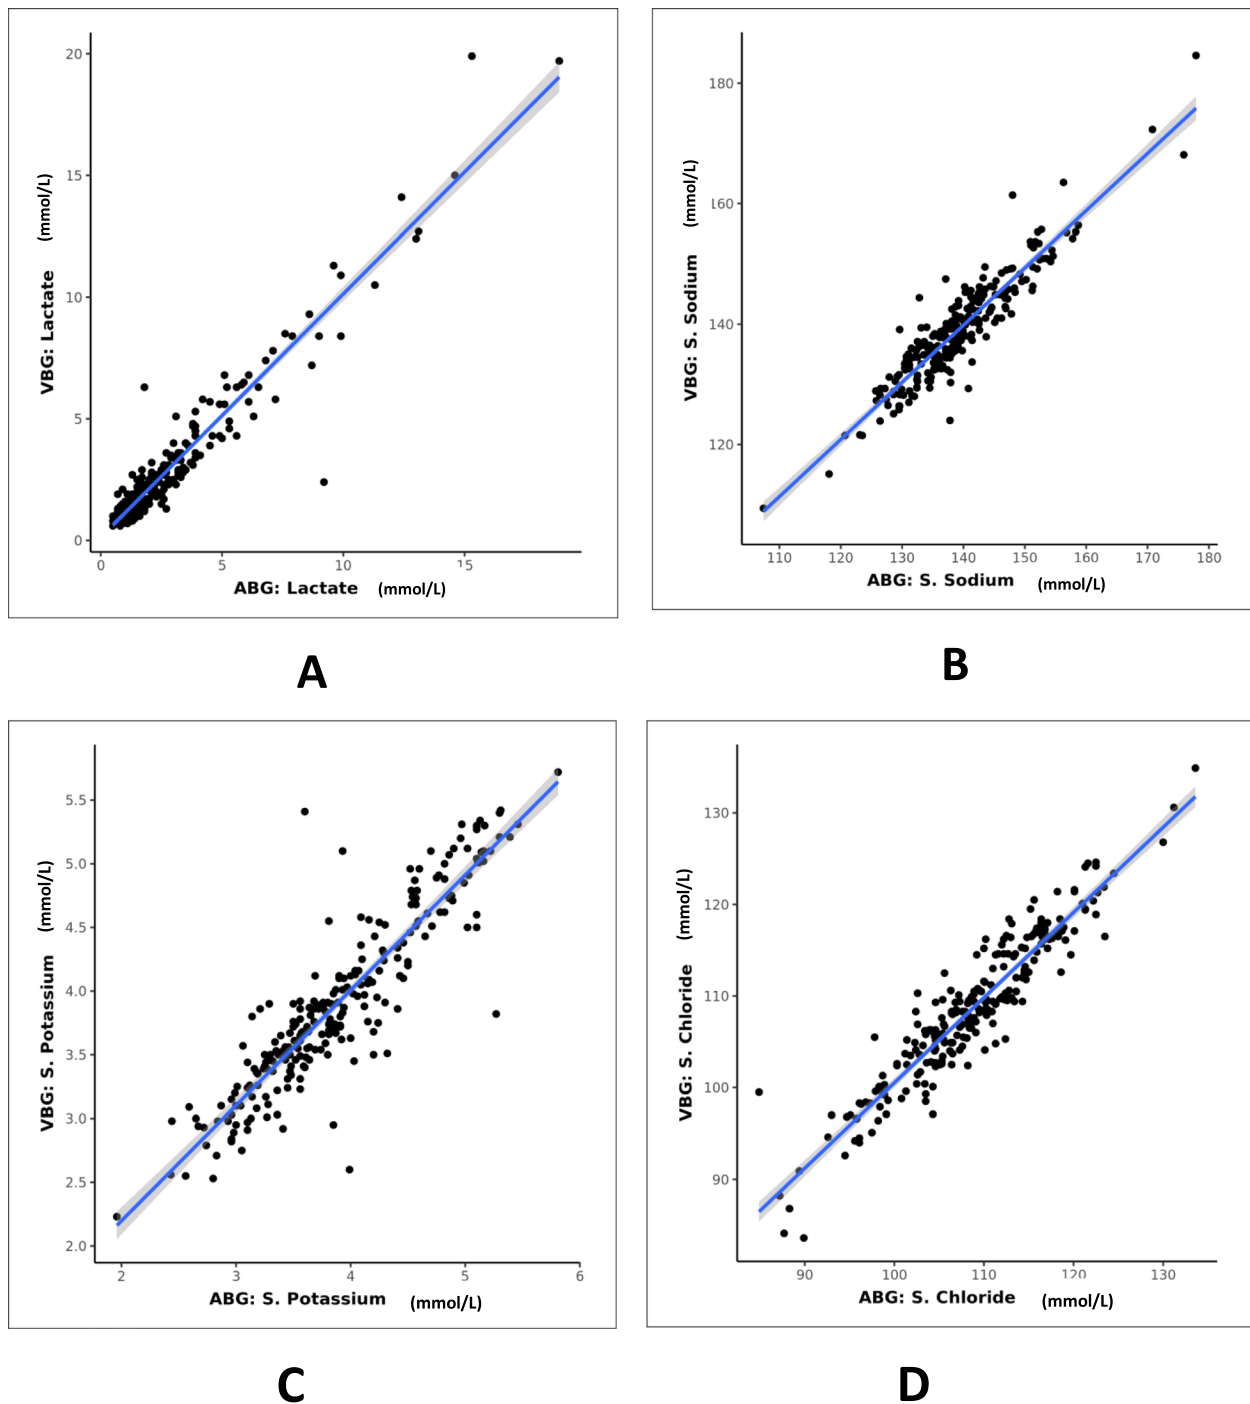 20
15
10
5
0
0 5 10 15
VBG: Lactate (mmol/L)
ABG: Lactate (mmol/L)
A
180
160
140
120
110 120 130 140 150 160 170 180
VBG: S. Sodium (mmol/L)
ABG: S. Sodium (mmol/L)
B
5.5
5.0
4.5
4.0
3.5
3.0
2.5
2.0
2 3 4 5 6
VBG: S. Potassium (mmol/L)
ABG: S. Potassium (mmol/L)
C
130
120
110
100
90
90 100 110 120 130
VBG: S. Chloride (mmol/L)
ABG: S. Chloride (mmol/L)
D